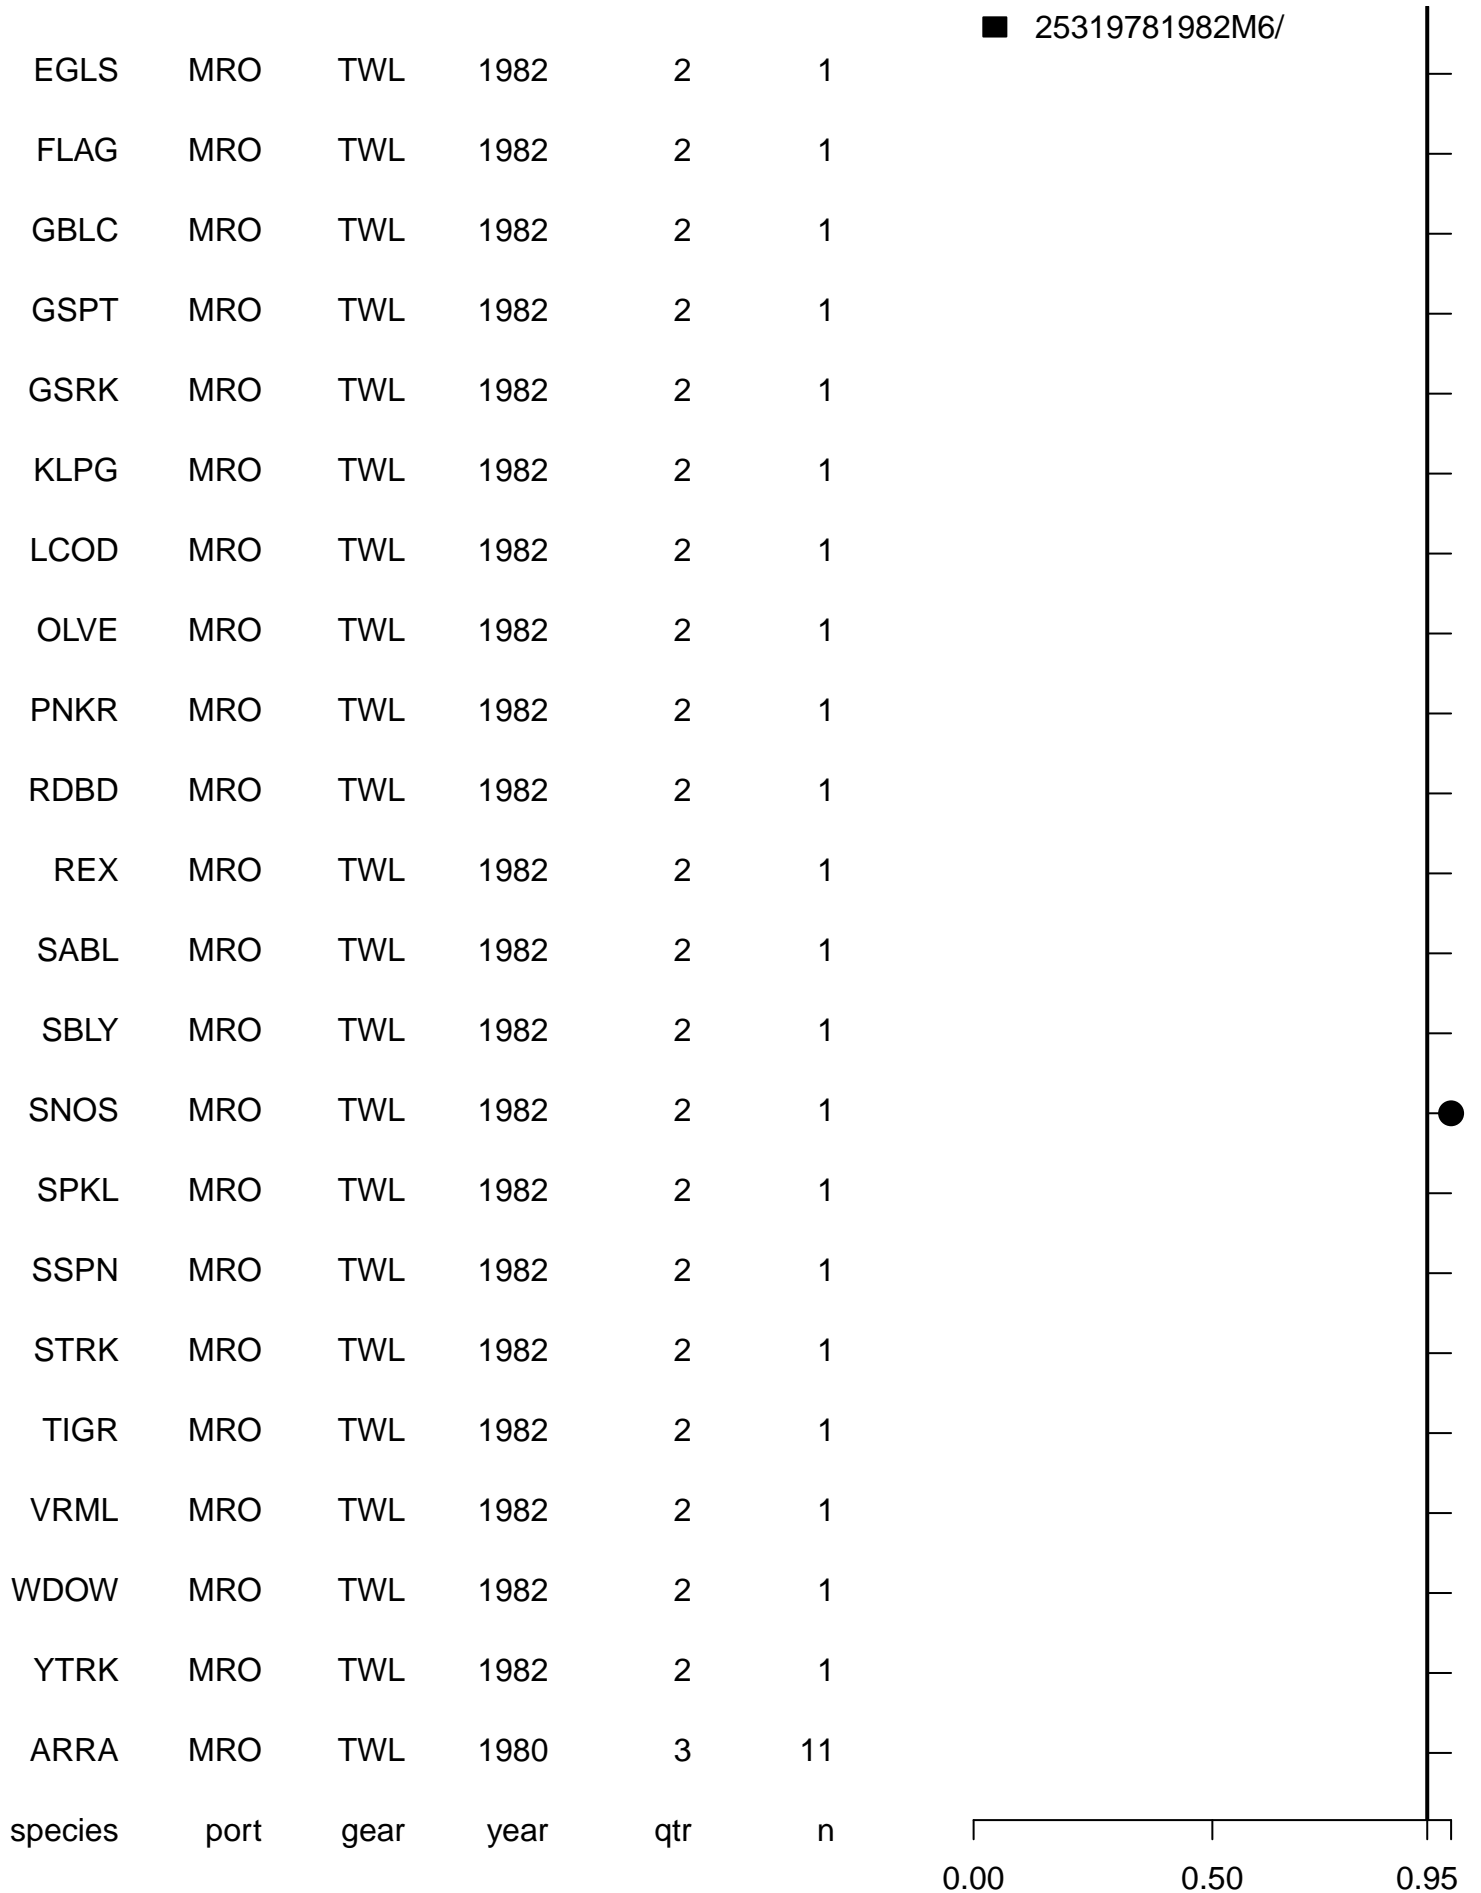 25319781982M6/
EGLS MRO TWL 1982 2 1
FLAG MRO TWL 1982 2 1
GBLC MRO TWL 1982 2 1
GSPT MRO TWL 1982 2 1
GSRK MRO TWL 1982 2 1
KLPG MRO TWL 1982 2 1
LCOD MRO TWL 1982 2 1
OLVE MRO TWL 1982 2 1
PNKR MRO TWL 1982 2 1
RDBD MRO TWL 1982 2 1
REX MRO TWL 1982 2 1
SABL MRO TWL 1982 2 1
SBLY MRO TWL 1982 2 1
SNOS MRO TWL 1982 2 1
SPKL MRO TWL 1982 2 1
SSPN MRO TWL 1982 2 1
STRK MRO TWL 1982 2 1
TIGR MRO TWL 1982 2 1
VRML MRO TWL 1982 2 1
WDOW MRO TWL 1982 2 1
YTRK MRO TWL 1982 2 1
ARRA MRO TWL 1980 3 11
species port gear year qtr n
0.00 0.50 0.95